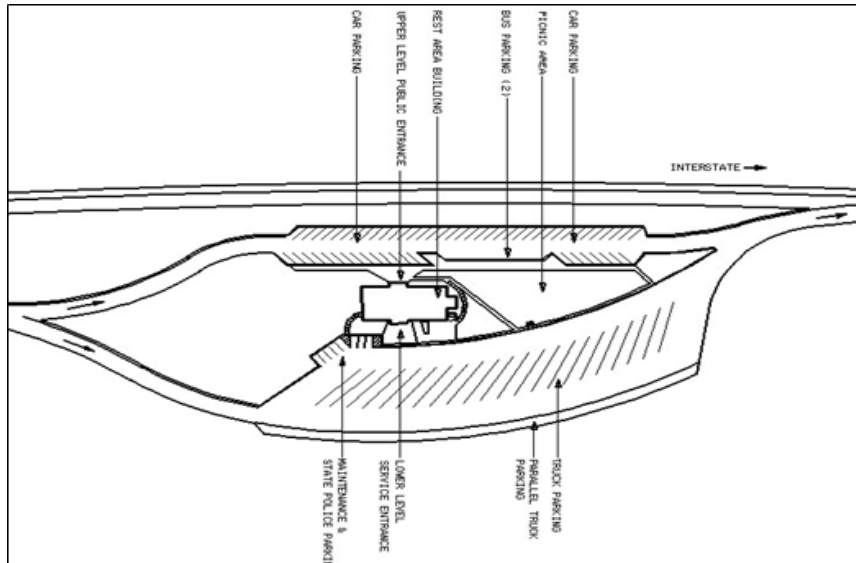 CAR PARKING
UPPER LEVEL PUBLIC ENTRANCE
REST AREA BUILDING
BUS PARKING (2)
PICNIC AREA
CAR PARKING
INTERSTATE
MAINTENANCE &
STATE POLICE PARKIN
LOWER LEVEL
SERVICE ENTRANCE
PARALLEL TRUCK
PARKING
TRUCK PARKING